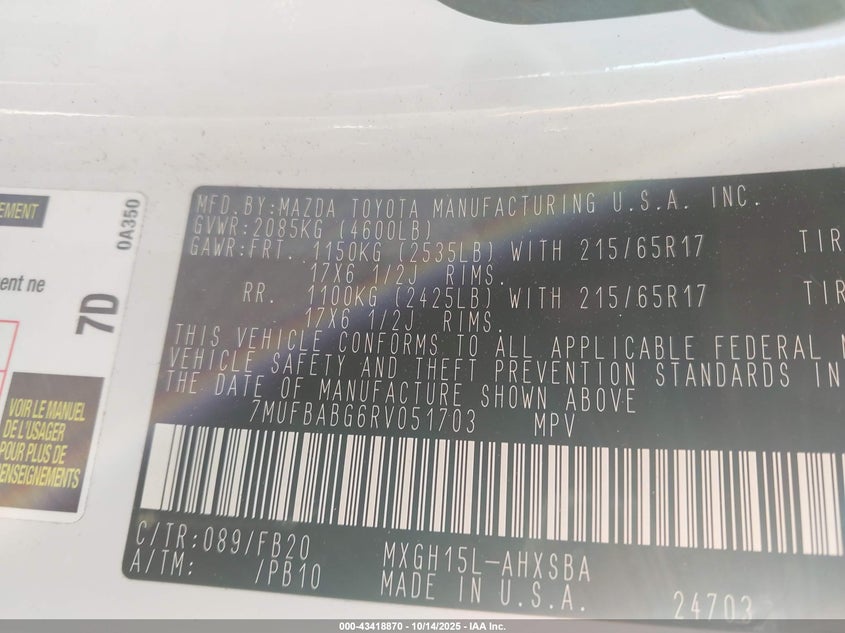 EMENT
0A350
ent ne
7D
VOIR LE MANUEL
DE L'USAGER
POUR PLUS DE
RENSEIGNEMENTS
MFD.BY:MAZDA TOYOTA MANUFACTURING U.S.A. INC.
GVWR:2085KG (4600LB)
GAWR:FRT. 1150KG (2535LB) WITH 215/65R17 TIR
17X6 1/2J RIMS.
RR. 1100KG (2425LB) WITH 215/65R17 TIR
17X6 1/2J RIMS.
THIS VEHICLE CONFORMS TO ALL APPLICABLE FEDERAL M
VEHICLE SAFETY AND THEFT PREVENTION STANDARDS IN
THE DATE OF MANUFACTURE SHOWN ABOVE
7MUFBABG6RV051703 MPV
C/TR:089/FB20 MXGH15L-AHXSBA
A/TM: /PB10 MADE IN U.S.A.
24703
000-43418870 | 10/14/2025 - IAA Inc.